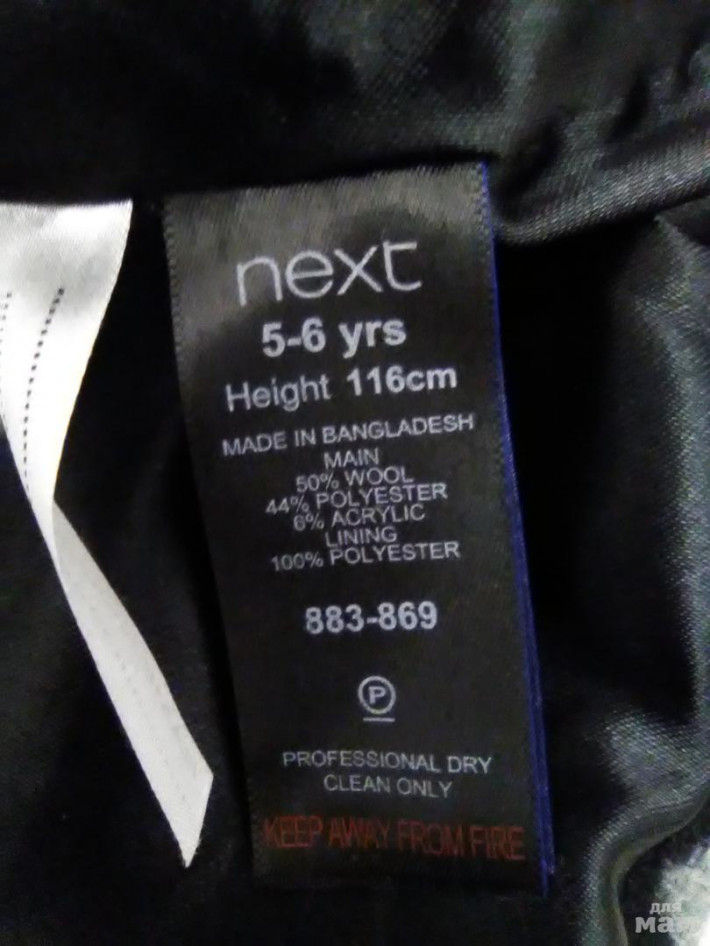 next
5-6 yrs
Height 116cm
MADE IN BANGLADESH
MAIN
50% WOOL
44% POLYESTER
6% ACRYLIC
LINING
100% POLYESTER
883-869
P
PROFESSIONAL DRY
CLEAN ONLY
KEEP AWAY FROM FIRE
для
мам